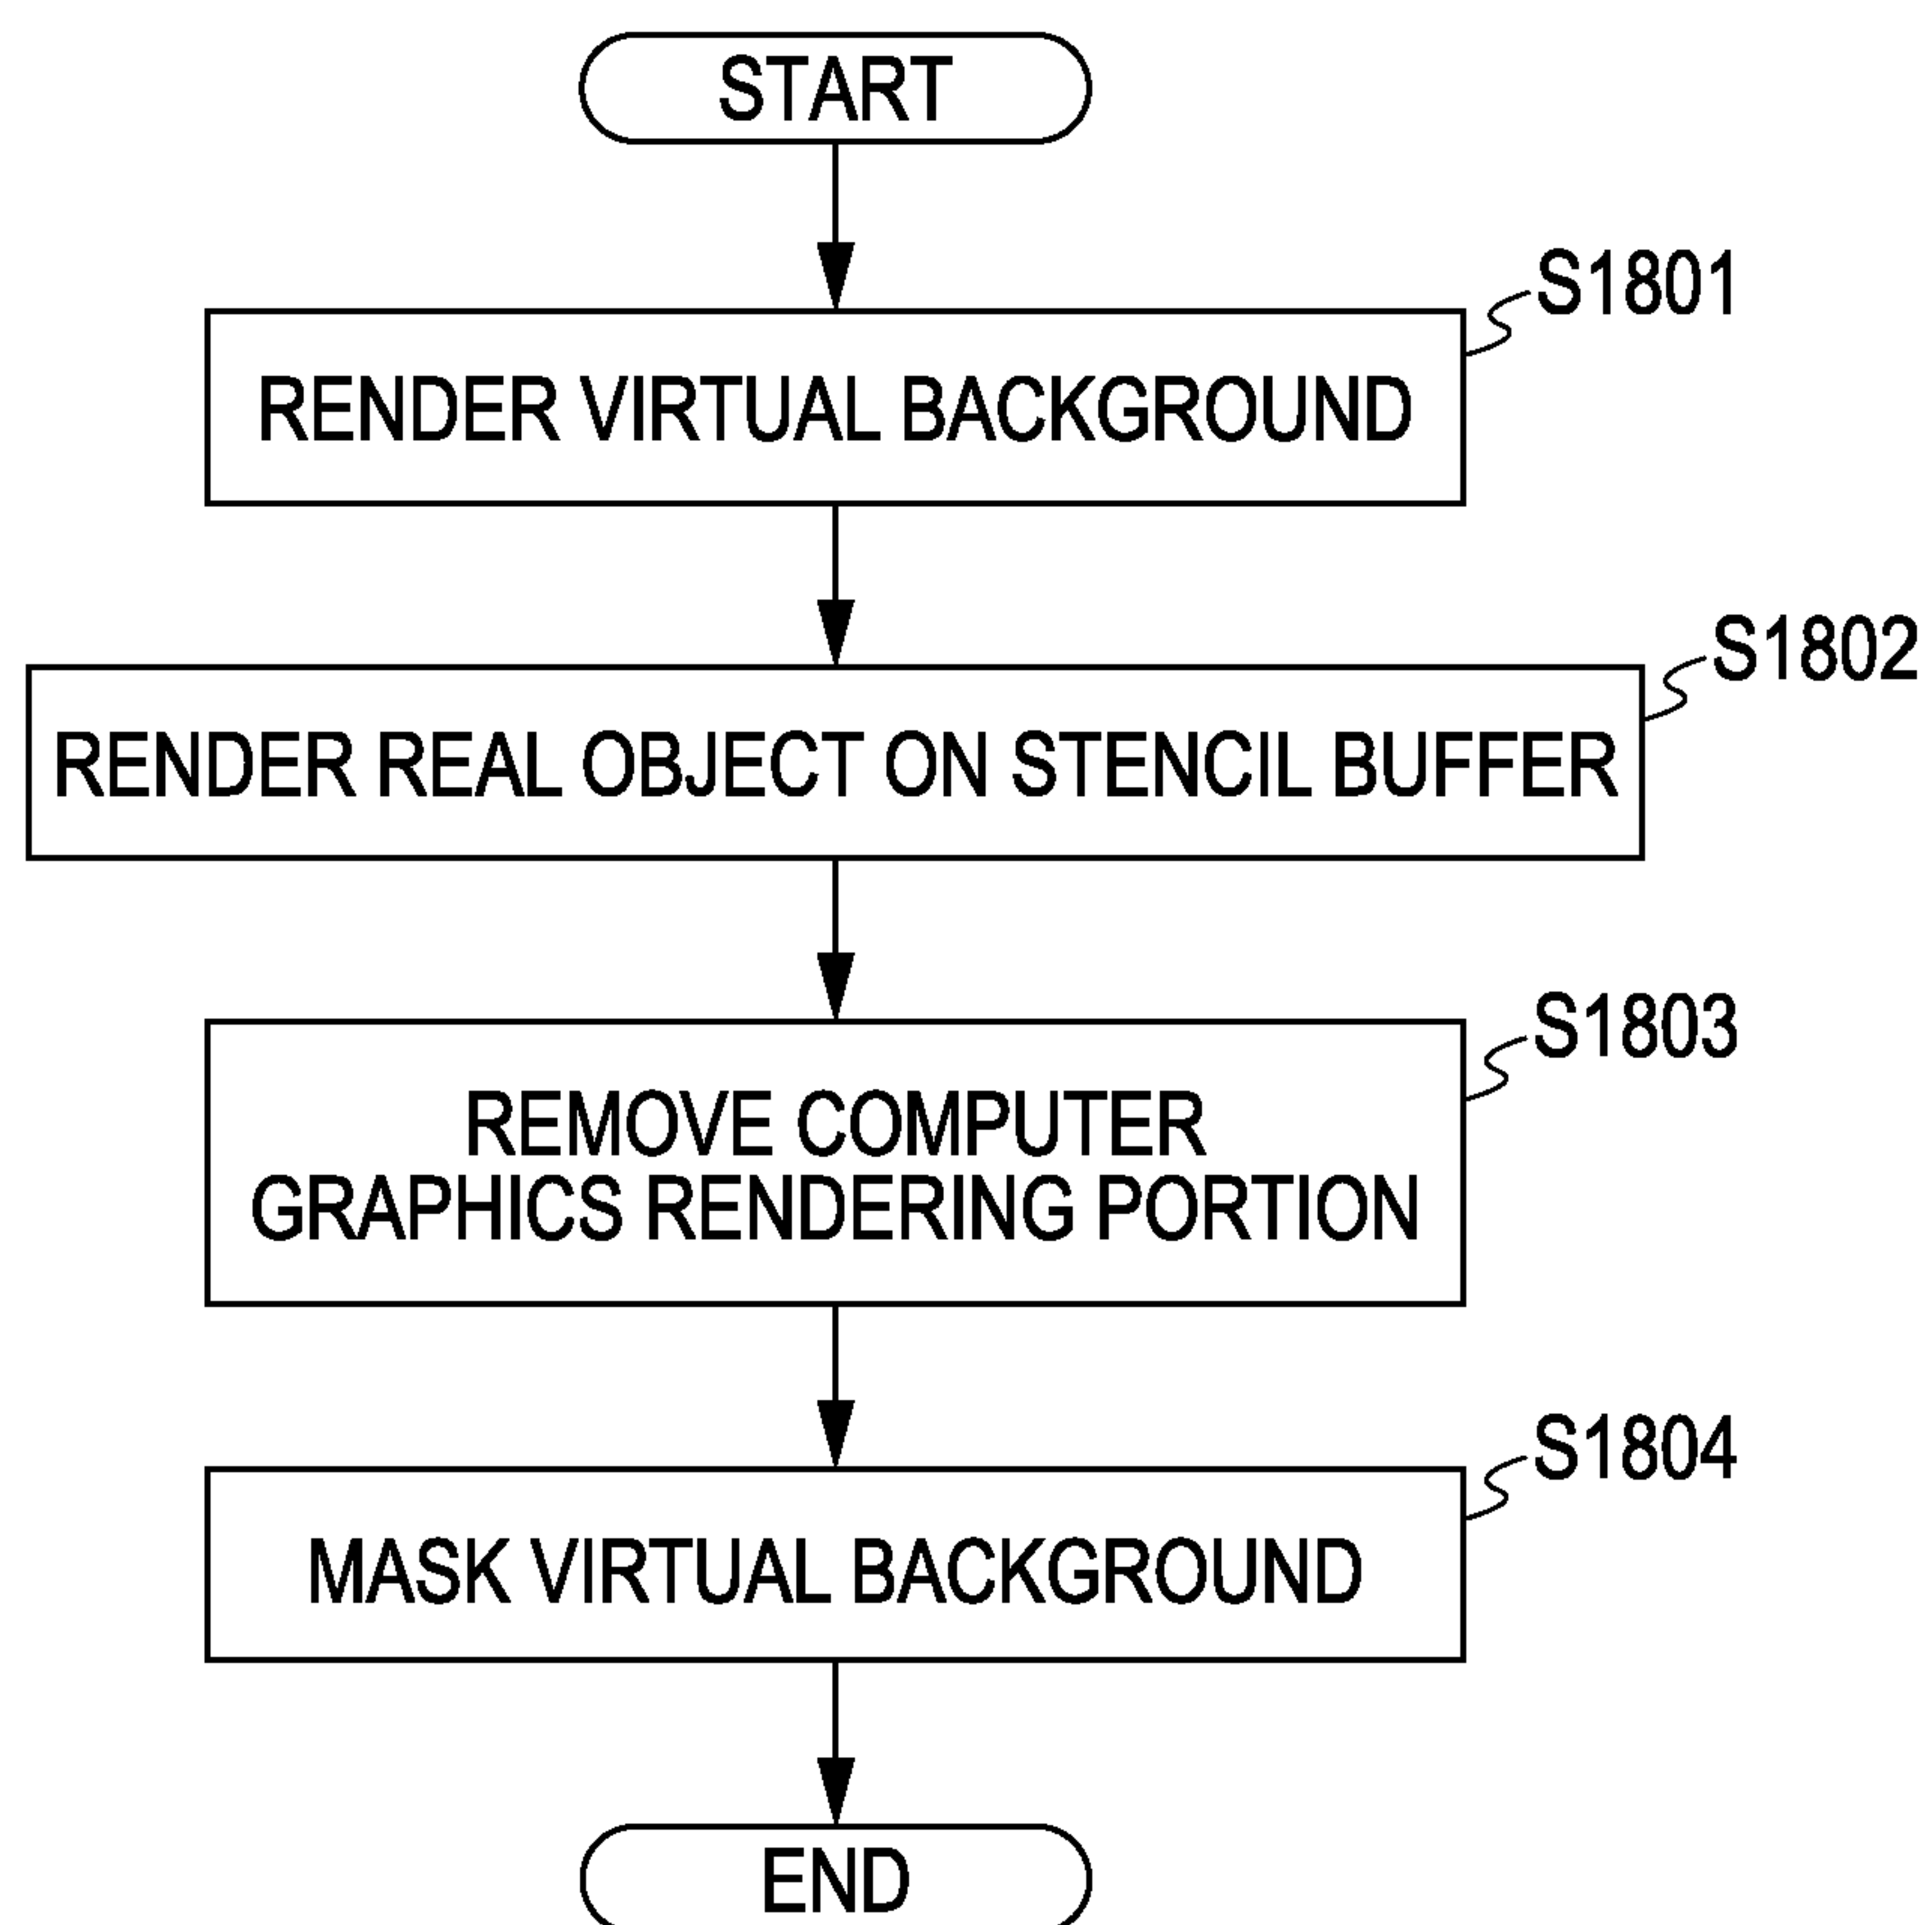 START
S1801
RENDER VIRTUAL BACKGROUND
S1802
RENDER REAL OBJECT ON STENCIL BUFFER
S1803
REMOVE COMPUTER
GRAPHICS RENDERING PORTION
S1804
MASK VIRTUAL BACKGROUND
END